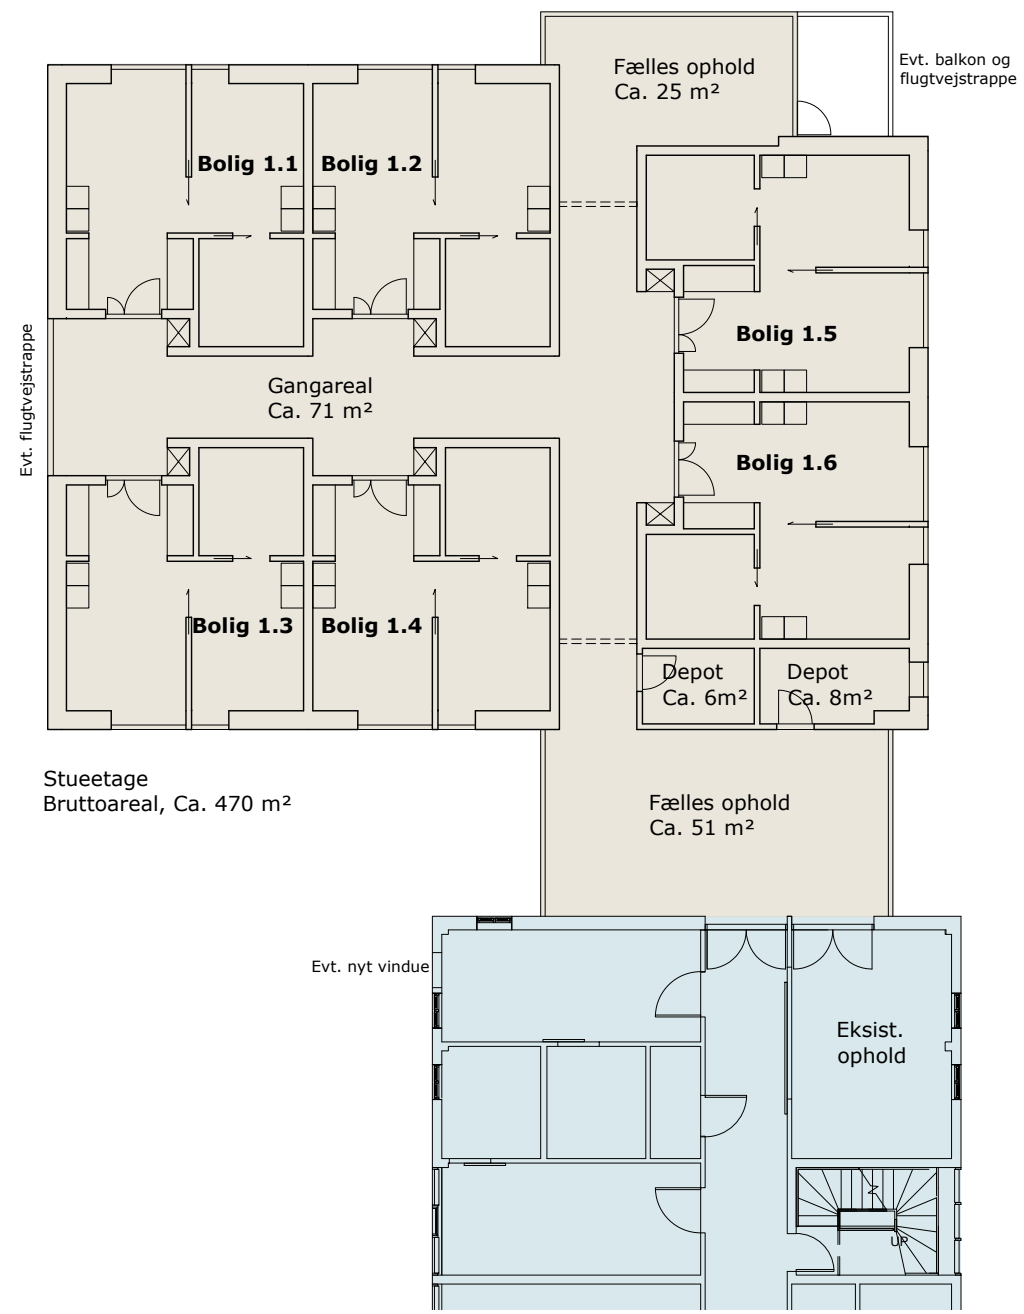 Fælles ophold
Ca. 25 m²
Evt. balkon og
flugtvejstrappe
Bolig 1.1
Bolig 1.2
Bolig 1.5
Evt. flugtvejstrappe
Gangareal
Ca. 71 m²
Bolig 1.6
Bolig 1.3
Bolig 1.4
Depot
Ca. 6m²
Depot
Ca. 8m²
Stueetage
Bruttoareal, Ca. 470 m²
Fælles ophold
Ca. 51 m²
Evt. nyt vindue
Eksist.
ophold
UP